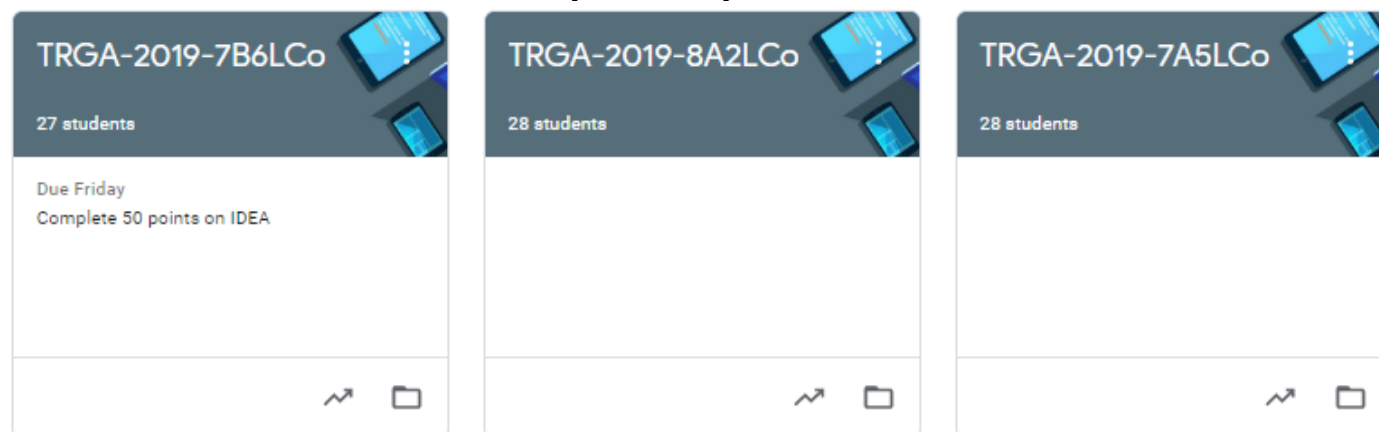 TRGA-2019-7B6LCo
27 students
Due Friday
Complete 50 points on IDEA
TRGA-2019-8A2LCo
28 students
TRGA-2019-7A5LCo
28 students